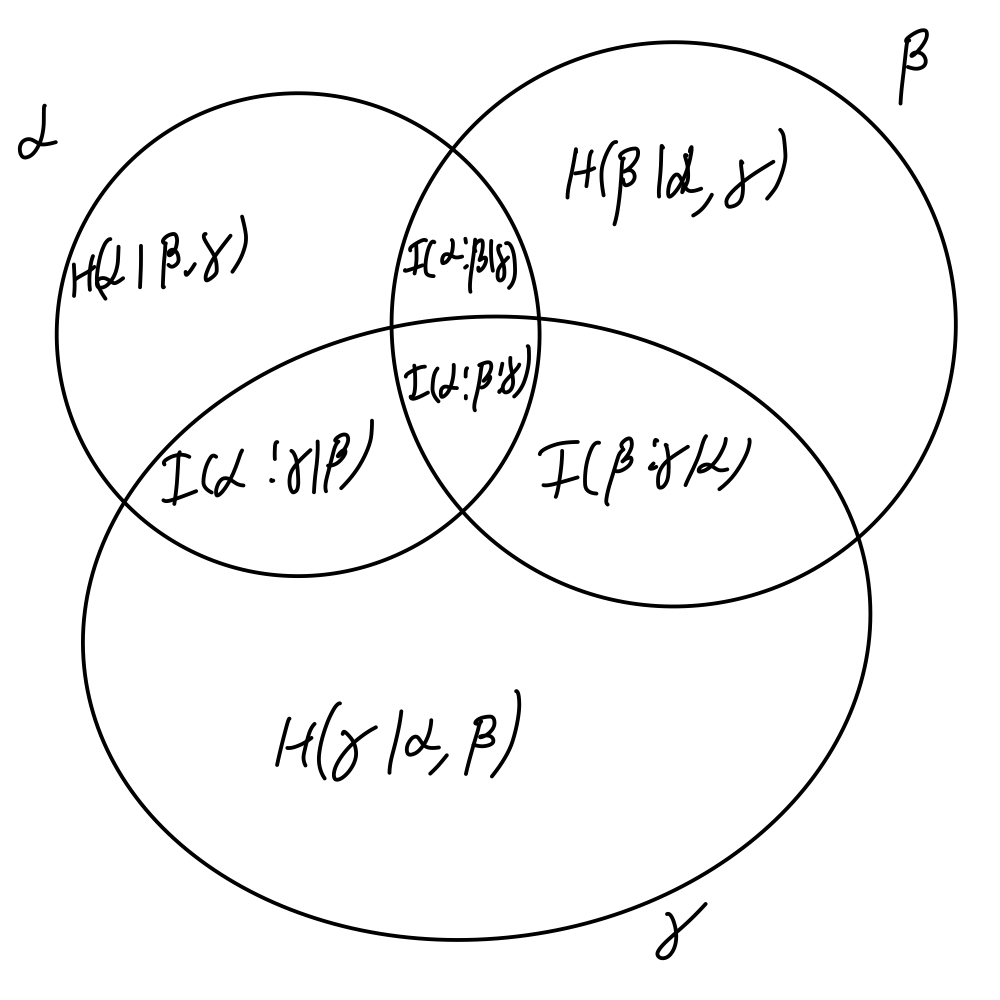 β
α
H(β|α, γ)
H(α|β,γ)
I(α:β|γ)
I(α:β:γ)
I(α:γ|β)
I(β:γ|α)
H(γ|α, β)
γ